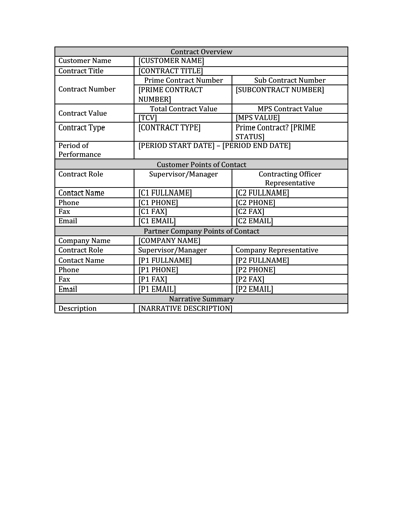 Contract Overview
Customer Name [CUSTOMER NAME]
Contract Title [CONTRACT TITLE]
Contract Number Prime Contract Number Sub Contract Number
[PRIME CONTRACT NUMBER] [SUBCONTRACT NUMBER]
Contract Value Total Contract Value MPS Contract Value
[TCV] [MPS VALUE]
Contract Type [CONTRACT TYPE] Prime Contract? [PRIME STATUS]
Period of Performance [PERIOD START DATE] – [PERIOD END DATE]
Customer Points of Contact
Contract Role Supervisor/Manager Contracting Officer Representative
Contact Name [C1 FULLNAME] [C2 FULLNAME]
Phone [C1 PHONE] [C2 PHONE]
Fax [C1 FAX] [C2 FAX]
Email [C1 EMAIL] [C2 EMAIL]
Partner Company Points of Contact
Company Name [COMPANY NAME]
Contract Role Supervisor/Manager Company Representative
Contact Name [P1 FULLNAME] [P2 FULLNAME]
Phone [P1 PHONE] [P2 PHONE]
Fax [P1 FAX] [P2 FAX]
Email [P1 EMAIL] [P2 EMAIL]
Narrative Summary
Description [NARRATIVE DESCRIPTION]